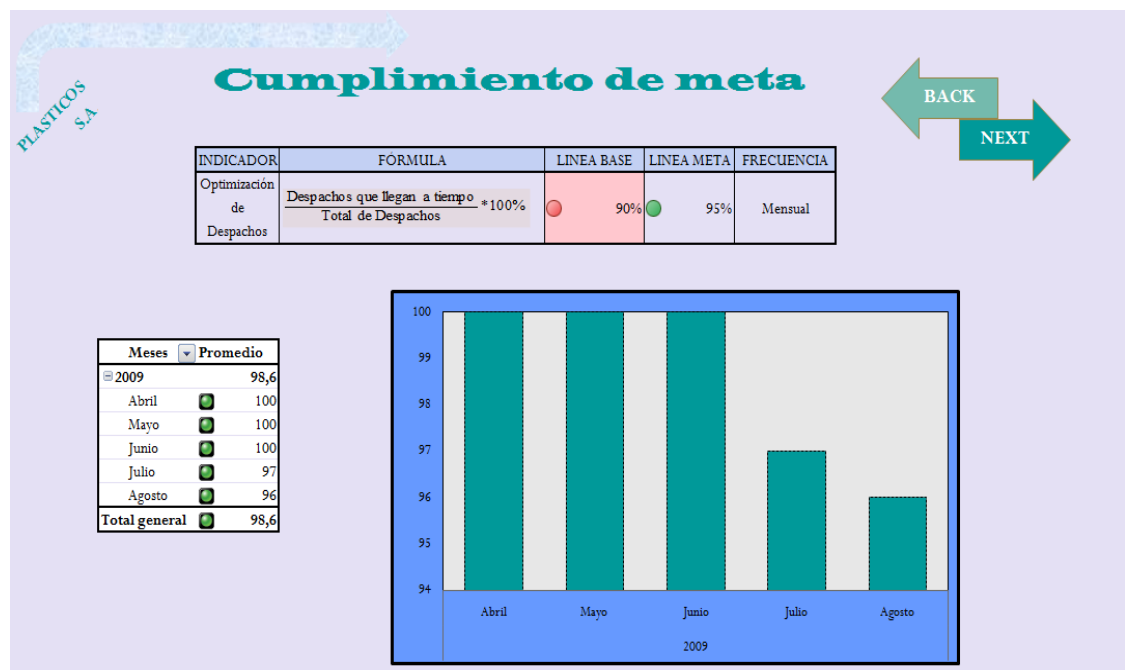 Cumplimiento de meta
PLASTICOS
S.A
BACK
NEXT
INDICADOR FÓRMULA LINEA BASE LINEA META FRECUENCIA
Optimización
de
Despachos
Despachos que llegan a tiempo
Total de Despachos
*100%
90% 95% Mensual
Meses Promedio
2009 98,6
Abril 100
Mayo 100
Junio 100
Julio 97
Agosto 96
Total general 98,6
100
99
98
97
96
95
94
Abril Mayo Junio Julio Agosto
2009